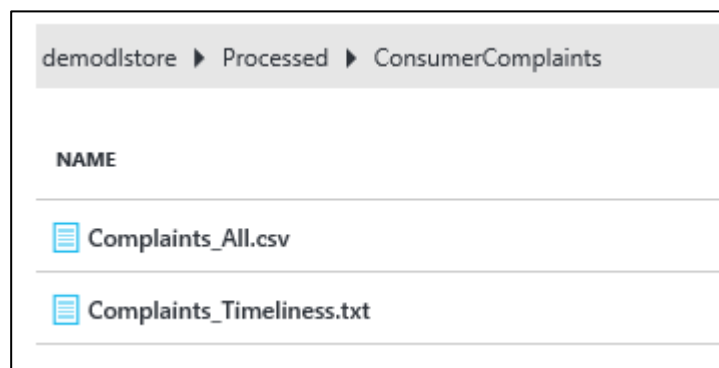 demodlstore ▶ Processed ▶ ConsumerComplaints
NAME
Complaints_All.csv
Complaints_Timeliness.txt